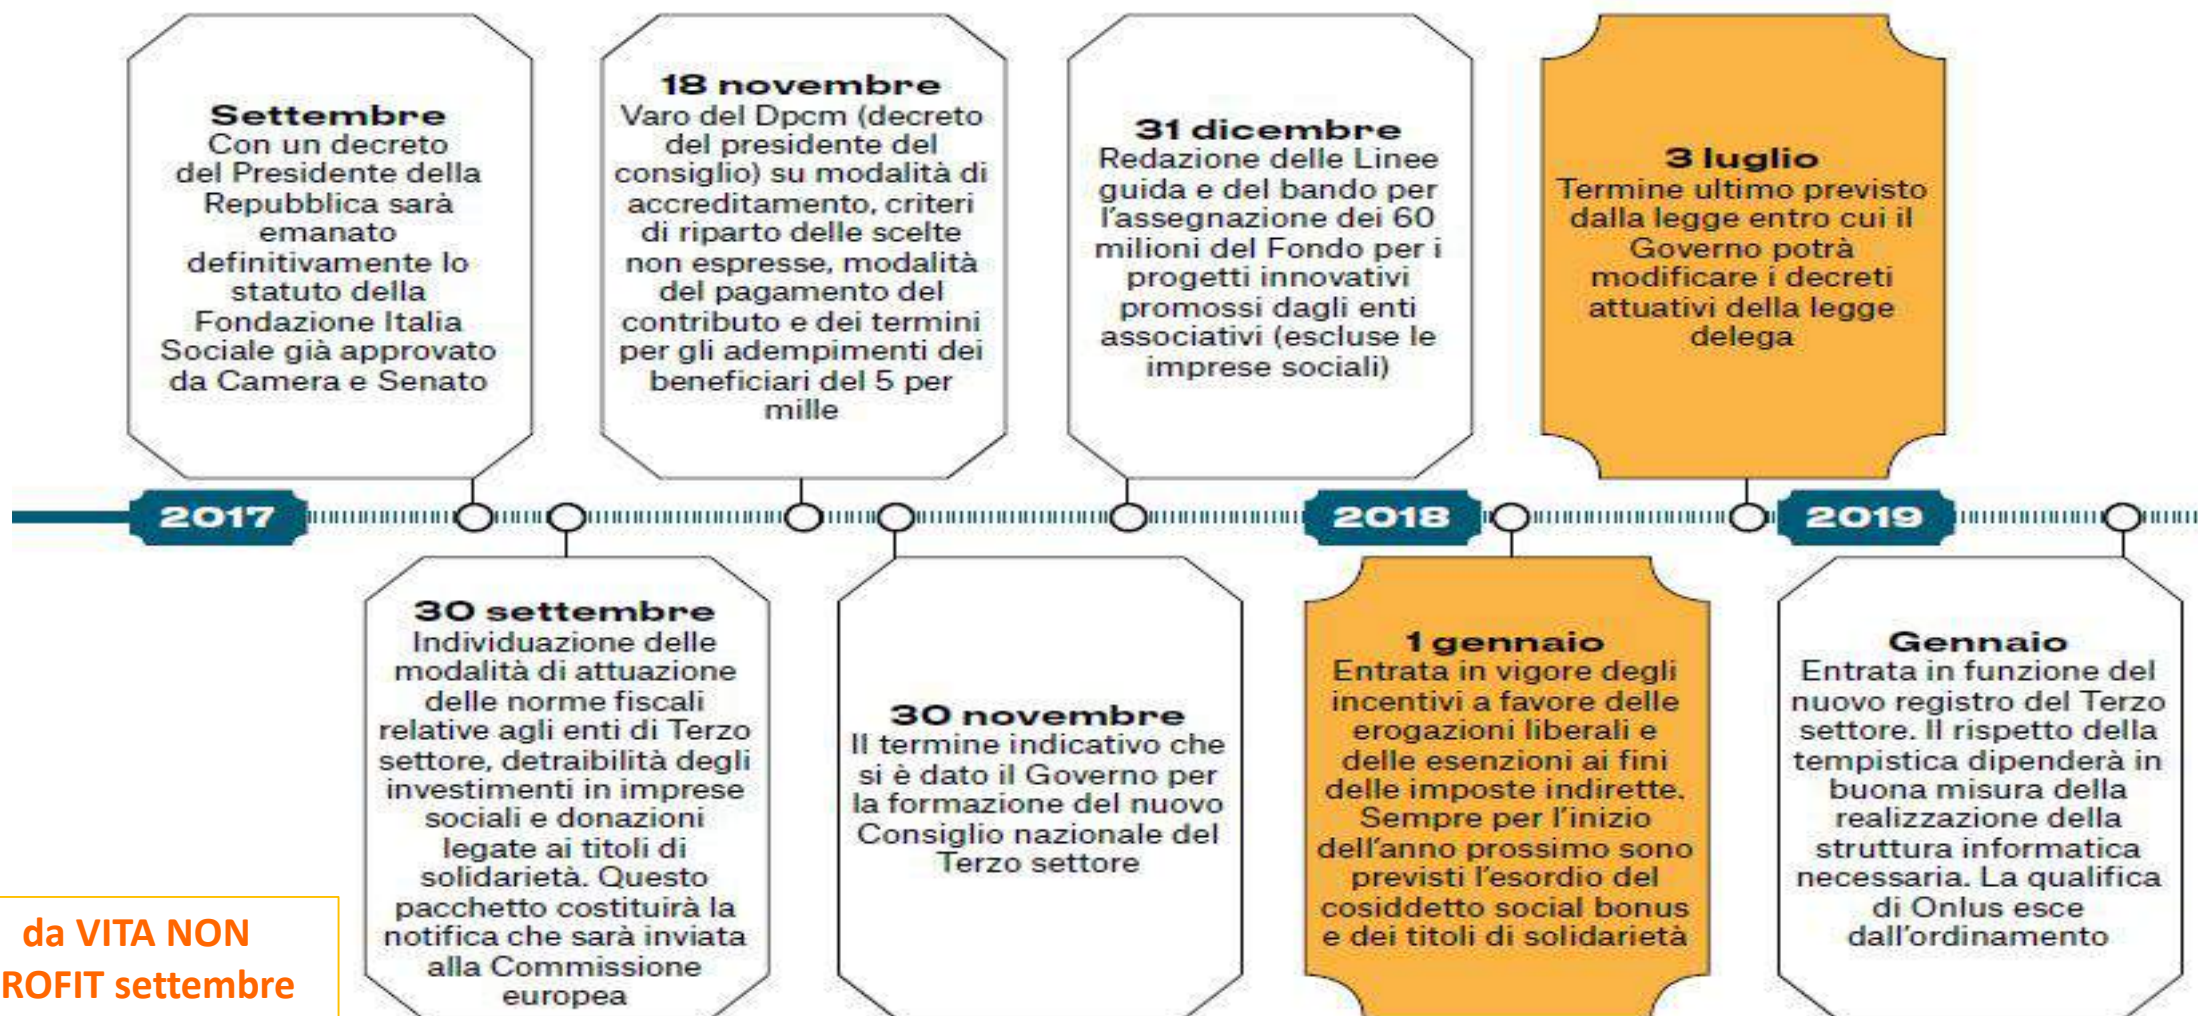 Settembre
Con un decreto
del Presidente della
Repubblica sarà
emanato
definitivamente lo
statuto della
Fondazione Italia
Sociale già approvato
da Camera e Senato
18 novembre
Varo del Dpcm (decreto
del presidente del
consiglio) su modalità di
accreditamento, criteri
di riparto delle scelte
non espresse, modalità
del pagamento del
contributo e dei termini
per gli adempimenti dei
beneficiari del 5 per
mille
31 dicembre
Redazione delle Linee
guida e del bando per
l'assegnazione dei 60
milioni del Fondo per i
progetti innovativi
promossi dagli enti
associativi (escluse le
imprese sociali)
3 luglio
Termine ultimo previsto
dalla legge entro cui il
Governo potrà
modificare i decreti
attuativi della legge
delega
2017
2018
2019
30 settembre
Individuazione delle
modalità di attuazione
delle norme fiscali
relative agli enti di Terzo
settore, detraibilità degli
investimenti in imprese
sociali e donazioni
legate ai titoli di
solidarietà. Questo
pacchetto costituirà la
notifica che sarà inviata
alla Commissione
europea
30 novembre
Il termine indicativo che
si è dato il Governo per
la formazione del nuovo
Consiglio nazionale del
Terzo settore
1 gennaio
Entrata in vigore degli
incentivi a favore delle
erogazioni liberali e
delle esenzioni ai fini
delle imposte indirette.
Sempre per l'inizio
dell'anno prossimo sono
previsti l'esordio del
cosiddetto social bonus
e dei titoli di solidarietà
Gennaio
Entrata in funzione del
nuovo registro del Terzo
settore. Il rispetto della
tempistica dipenderà in
buona misura della
realizzazione della
struttura informatica
necessaria. La qualifica
di Onlus esce
dall'ordinamento
da VITA NON
ROFIT settembre